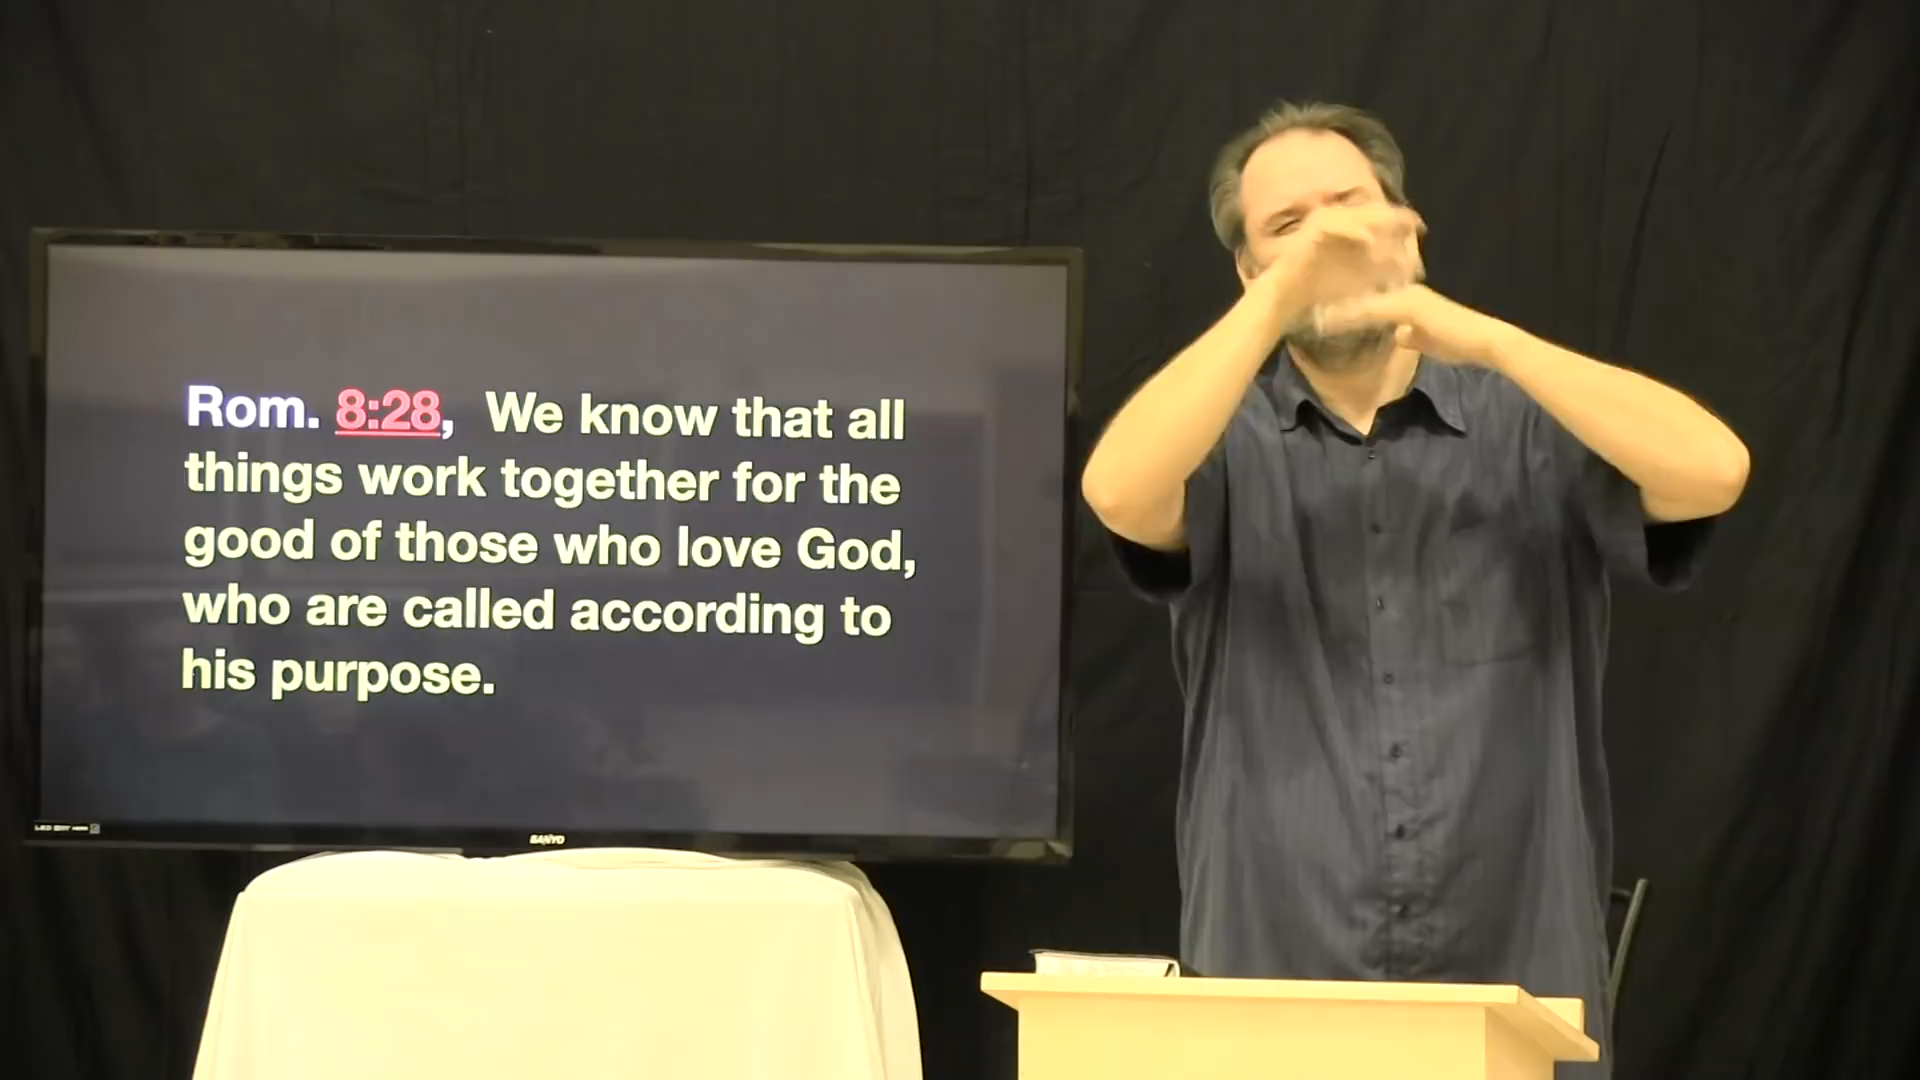 Rom. 8:28, We know that all
things work together for the
good of those who love God,
who are called according to
his purpose.
SANYO